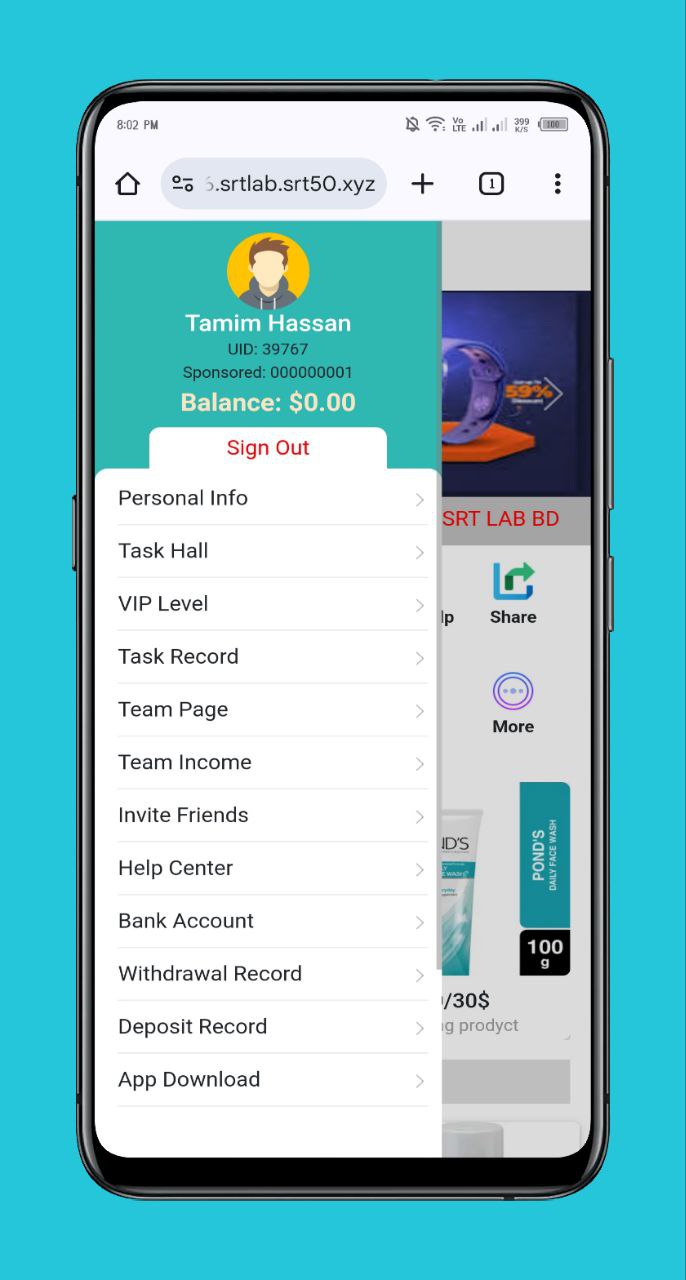 8:02 PM
Vo
LTE
399
K/S
100
.srtlab.srt50.xyz
1
Tamim Hassan
UID: 39767
Sponsored: 000000001
Balance: $0.00
Sign Out
59%
Personal Info
SRT LAB BD
Task Hall
VIP Level
lp
Share
Task Record
Team Page
More
Team Income
Invite Friends
Help Center
Bank Account
Withdrawal Record
Deposit Record
App Download
ND'S
POND'S
DAILY FACE WASH
100
g
/30$
g prodyct